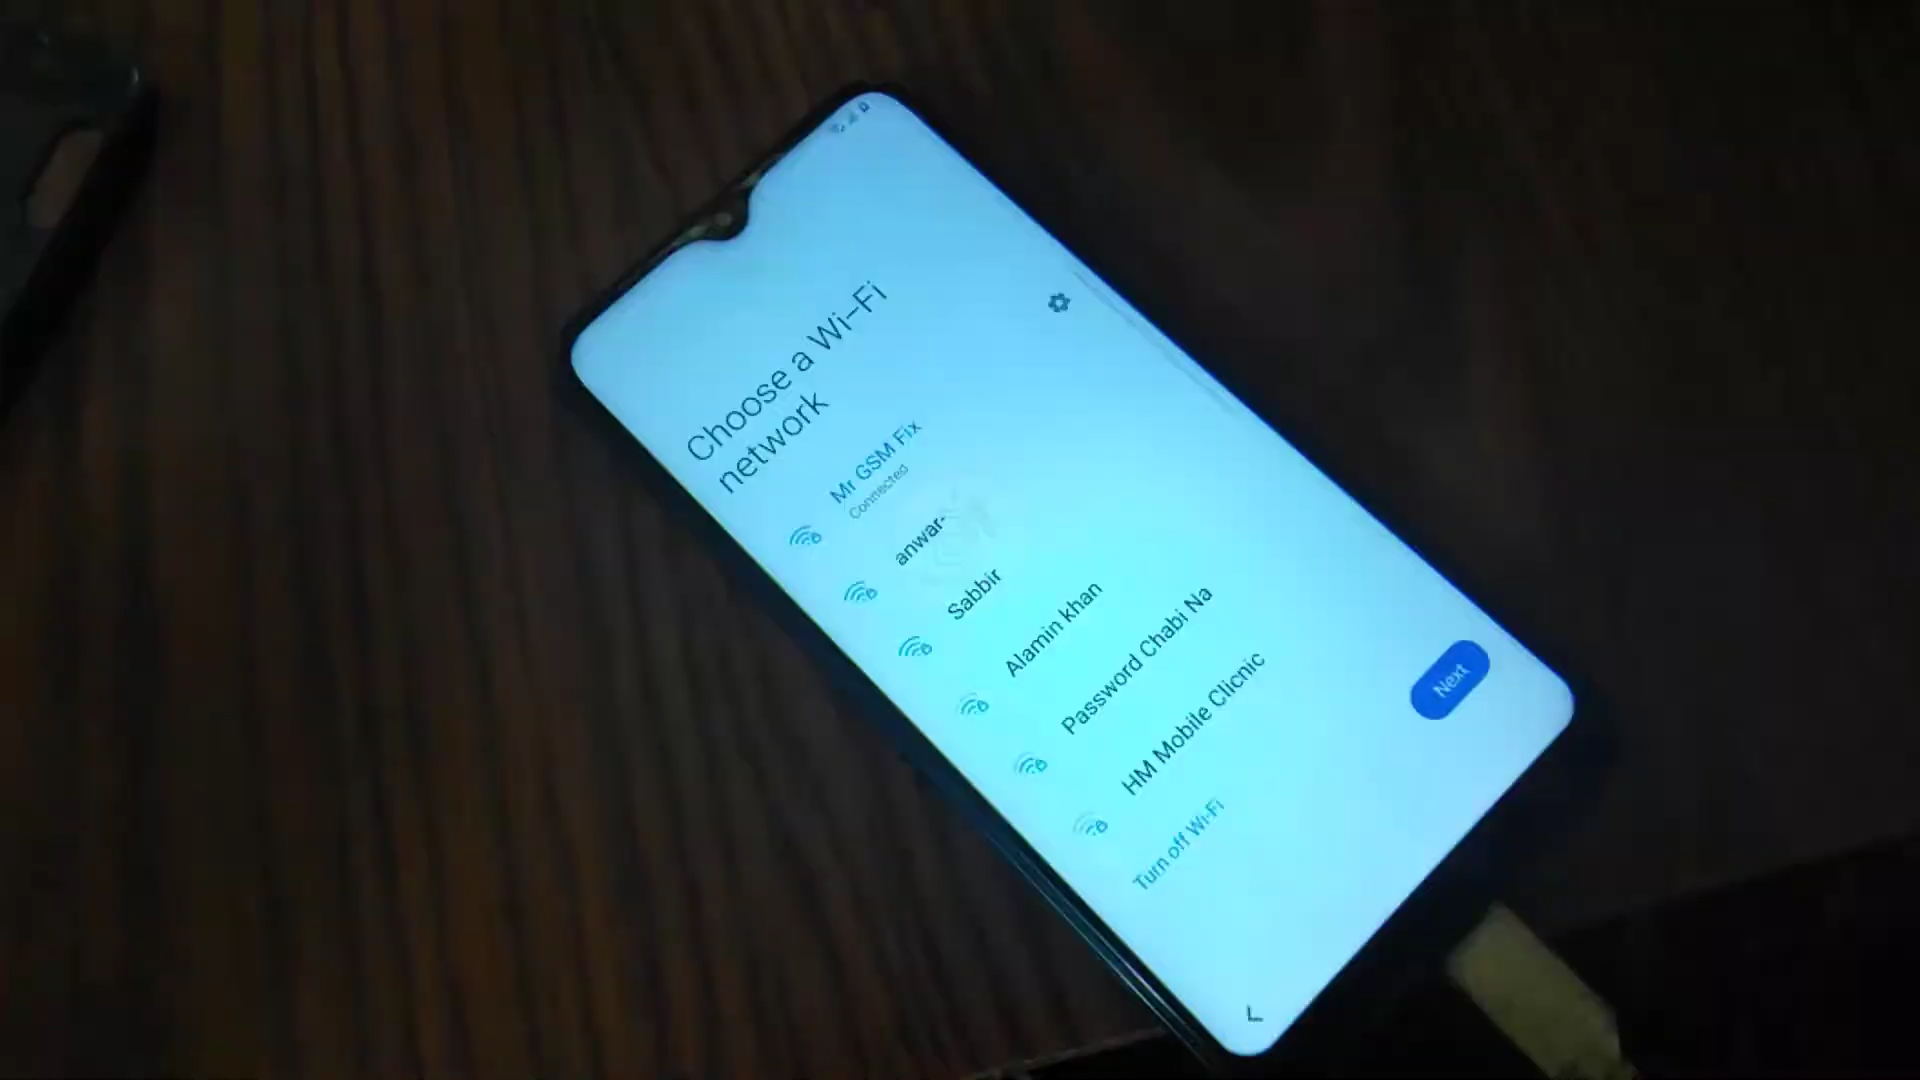 Choose a Wi-Fi
network
Mr GSM Fix
Connected
anwar-
Sabbir
Alamin khan
Password Chabi Na
HM Mobile Clicnic
Turn off Wi-Fi
Next